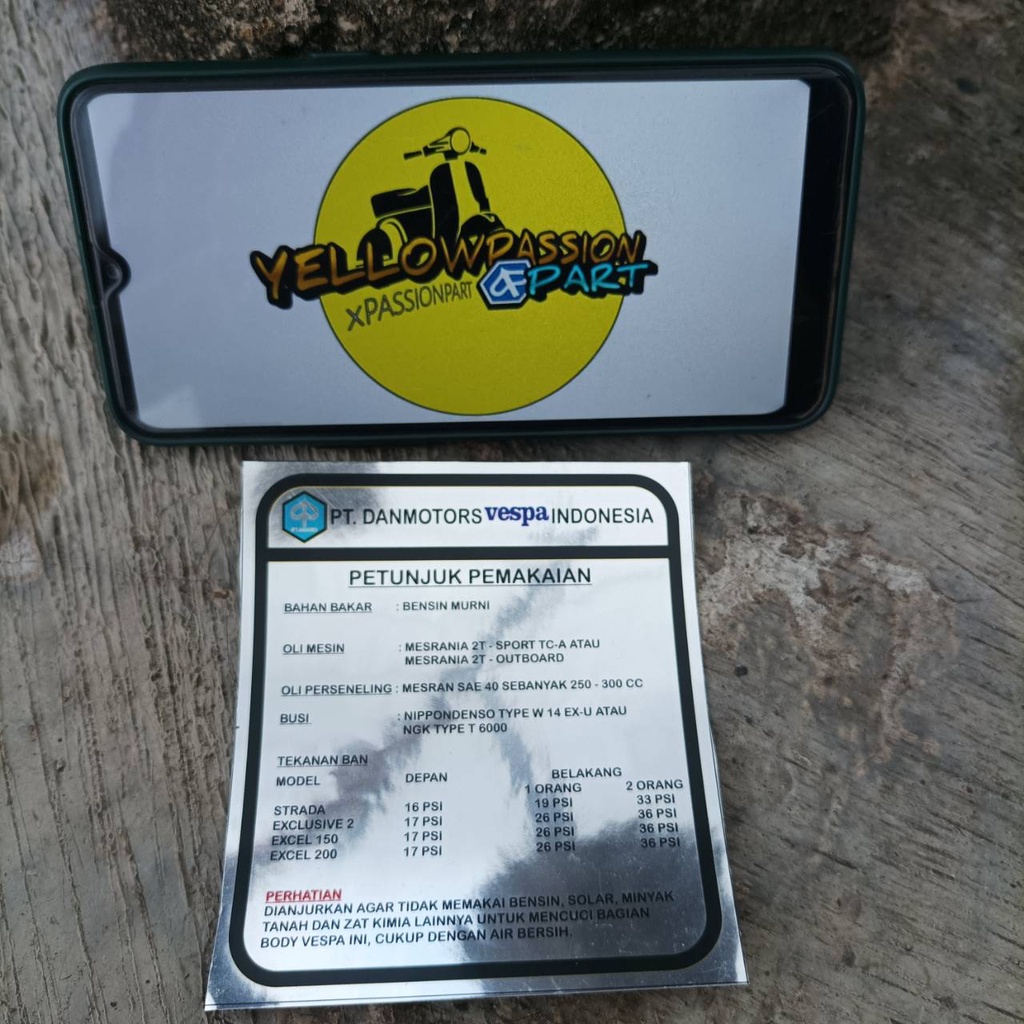 YELLOWPASSION
PART
xPASSIONPART
PT. DANMOTORS vespa INDONESIA
PETUNJUK PEMAKAIAN
BAHAN BAKAR : BENSIN MURNI
OLI MESIN : MESRANIA 2T - SPORT TC-A ATAU
MESRANIA 2T - OUTBOARD
OLI PERSENELING : MESRAN SAE 40 SEBANYAK 250 - 300 CC
BUSI : NIPPONDENSO TYPE W 14 EX-U ATAU
NGK TYPE T 6000
TEKANAN BAN
MODEL DEPAN BELAKANG
1 ORANG 2 ORANG
STRADA 16 PSI 19 PSI 33 PSI
EXCLUSIVE 2 17 PSI 26 PSI 36 PSI
EXCEL 150 17 PSI 26 PSI 36 PSI
EXCEL 200 17 PSI 26 PSI 36 PSI
PERHATIAN
DIANJURKAN AGAR TIDAK MEMAKAI BENSIN, SOLAR, MINYAK
TANAH DAN ZAT KIMIA LAINNYA UNTUK MENCUCI BAGIAN
BODY VESPA INI, CUKUP DENGAN AIR BERSIH.